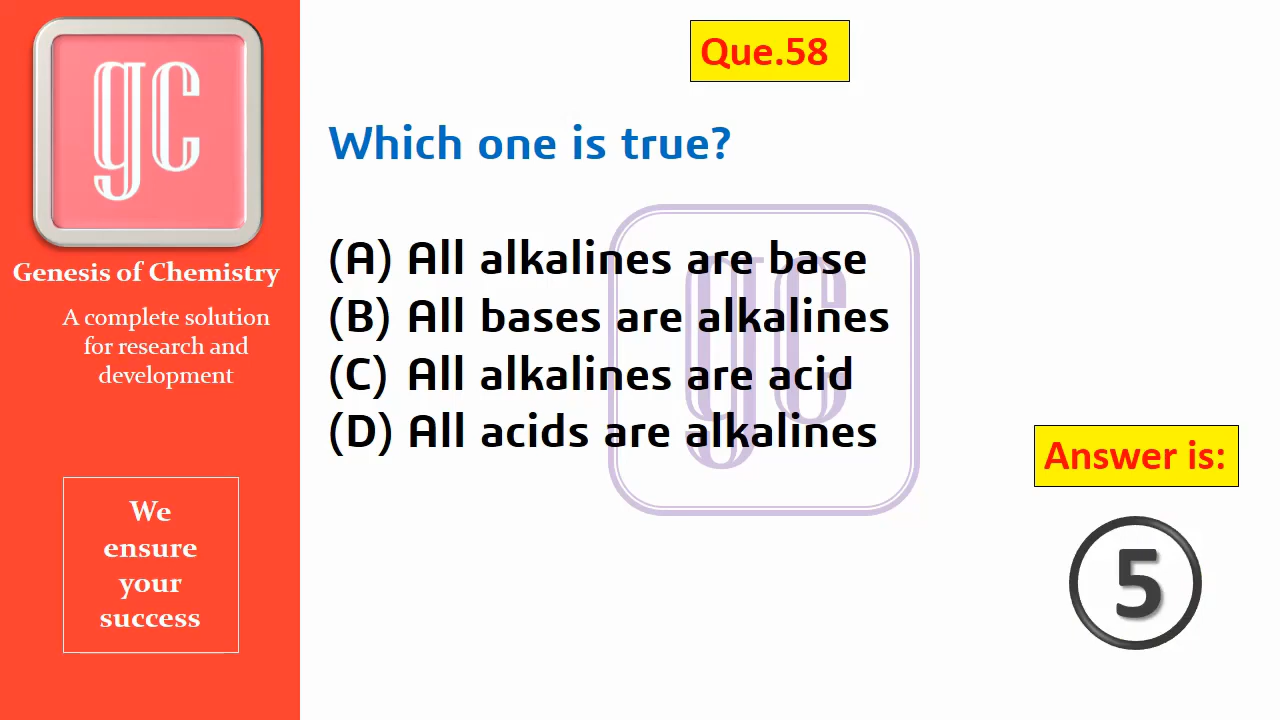 gc
Genesis of Chemistry
A complete solution
for research and
development
We
ensure
your
success
Que.58
Which one is true?
gc
(A) All alkalines are base
(B) All bases are alkalines
(C) All alkalines are acid
(D) All acids are alkalines
Answer is:
5